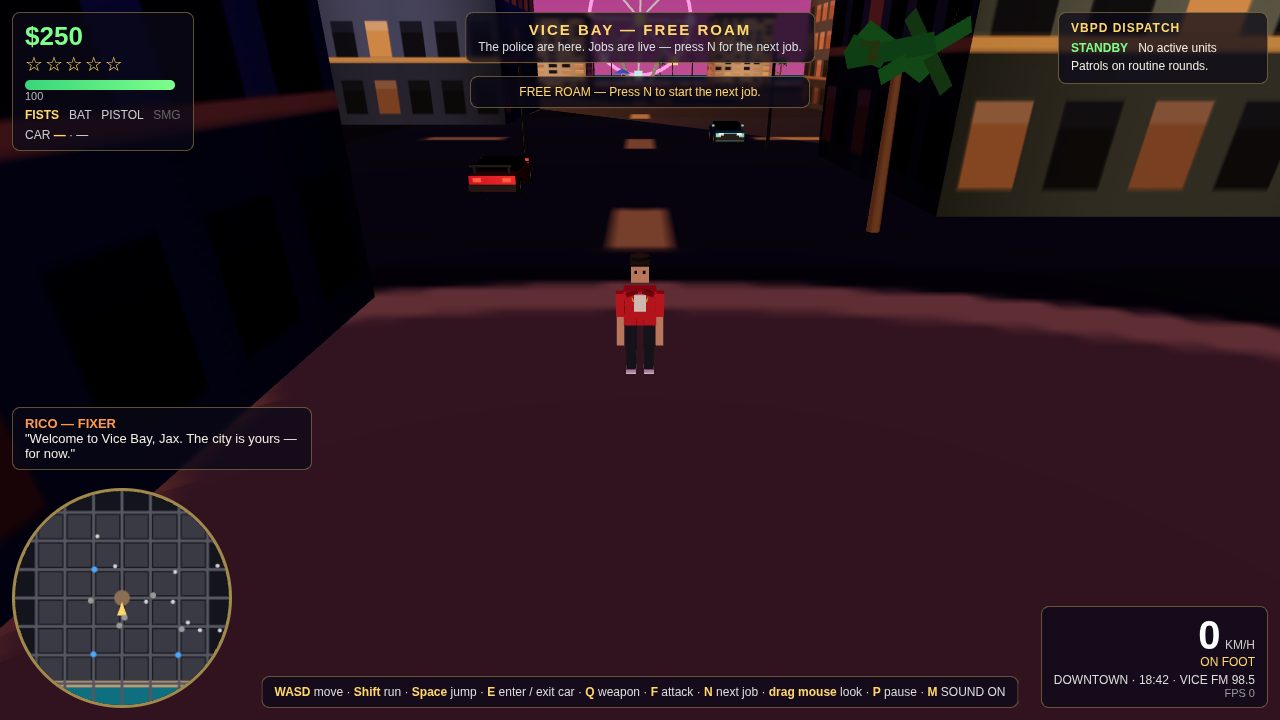 $250
☆☆☆☆☆
100
FISTS BAT PISTOL SMG
CAR — · —
VICE BAY — FREE ROAM
The police are here. Jobs are live — press N for the next job.
FREE ROAM — Press N to start the next job.
VBPD DISPATCH
STANDBY No active units
Patrols on routine rounds.
RICO — FIXER
"Welcome to Vice Bay, Jax. The city is yours —
for now."
WASD move · Shift run · Space jump · E enter / exit car · Q weapon · F attack · N next job · drag mouse look · P pause · M SOUND ON
0 KM/H
ON FOOT
DOWNTOWN · 18:42 · VICE FM 98.5
FPS 0